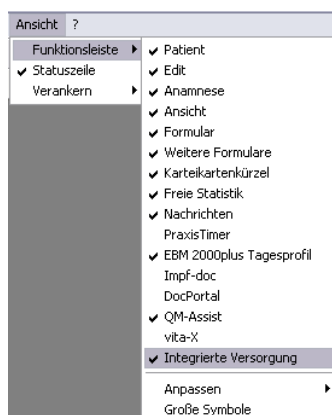 Ansicht ?
Funktionsleiste
Statuszeile
Verankern
Patient
Edit
Anamnese
Ansicht
Formular
Weitere Formulare
Karteikartenkürzel
Freie Statistik
Nachrichten
PraxisTimer
EBM 2000plus Tagesprofil
Impf-doc
DocPortal
QM-Assist
vita-X
Integrierte Versorgung
Anpassen
Große Symbole